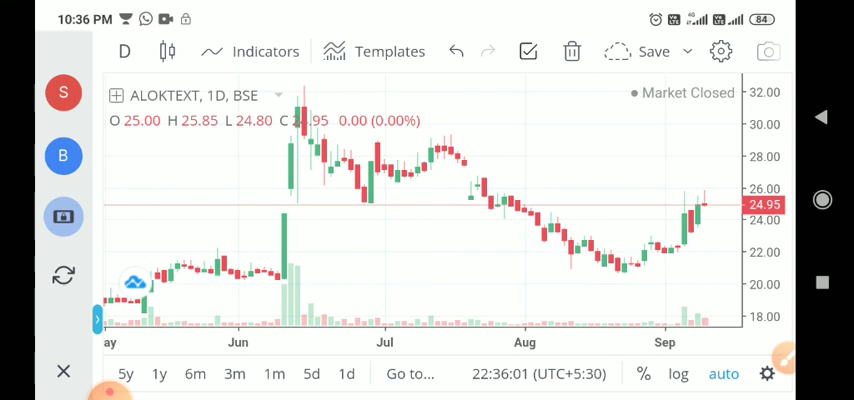 10:36 PM 4G 84
D Indicators Templates Save
S
B
ALOKTEXT, 1D, BSE
Market Closed
O 25.00 H 25.85 L 24.80 C 24.95 0.00 (0.00%)
32.00
30.00
28.00
26.00
24.95
24.00
22.00
20.00
18.00
ay Jun Jul Aug Sep
5y 1y 6m 3m 1m 5d 1d Go to... 22:36:01 (UTC+5:30) % log auto